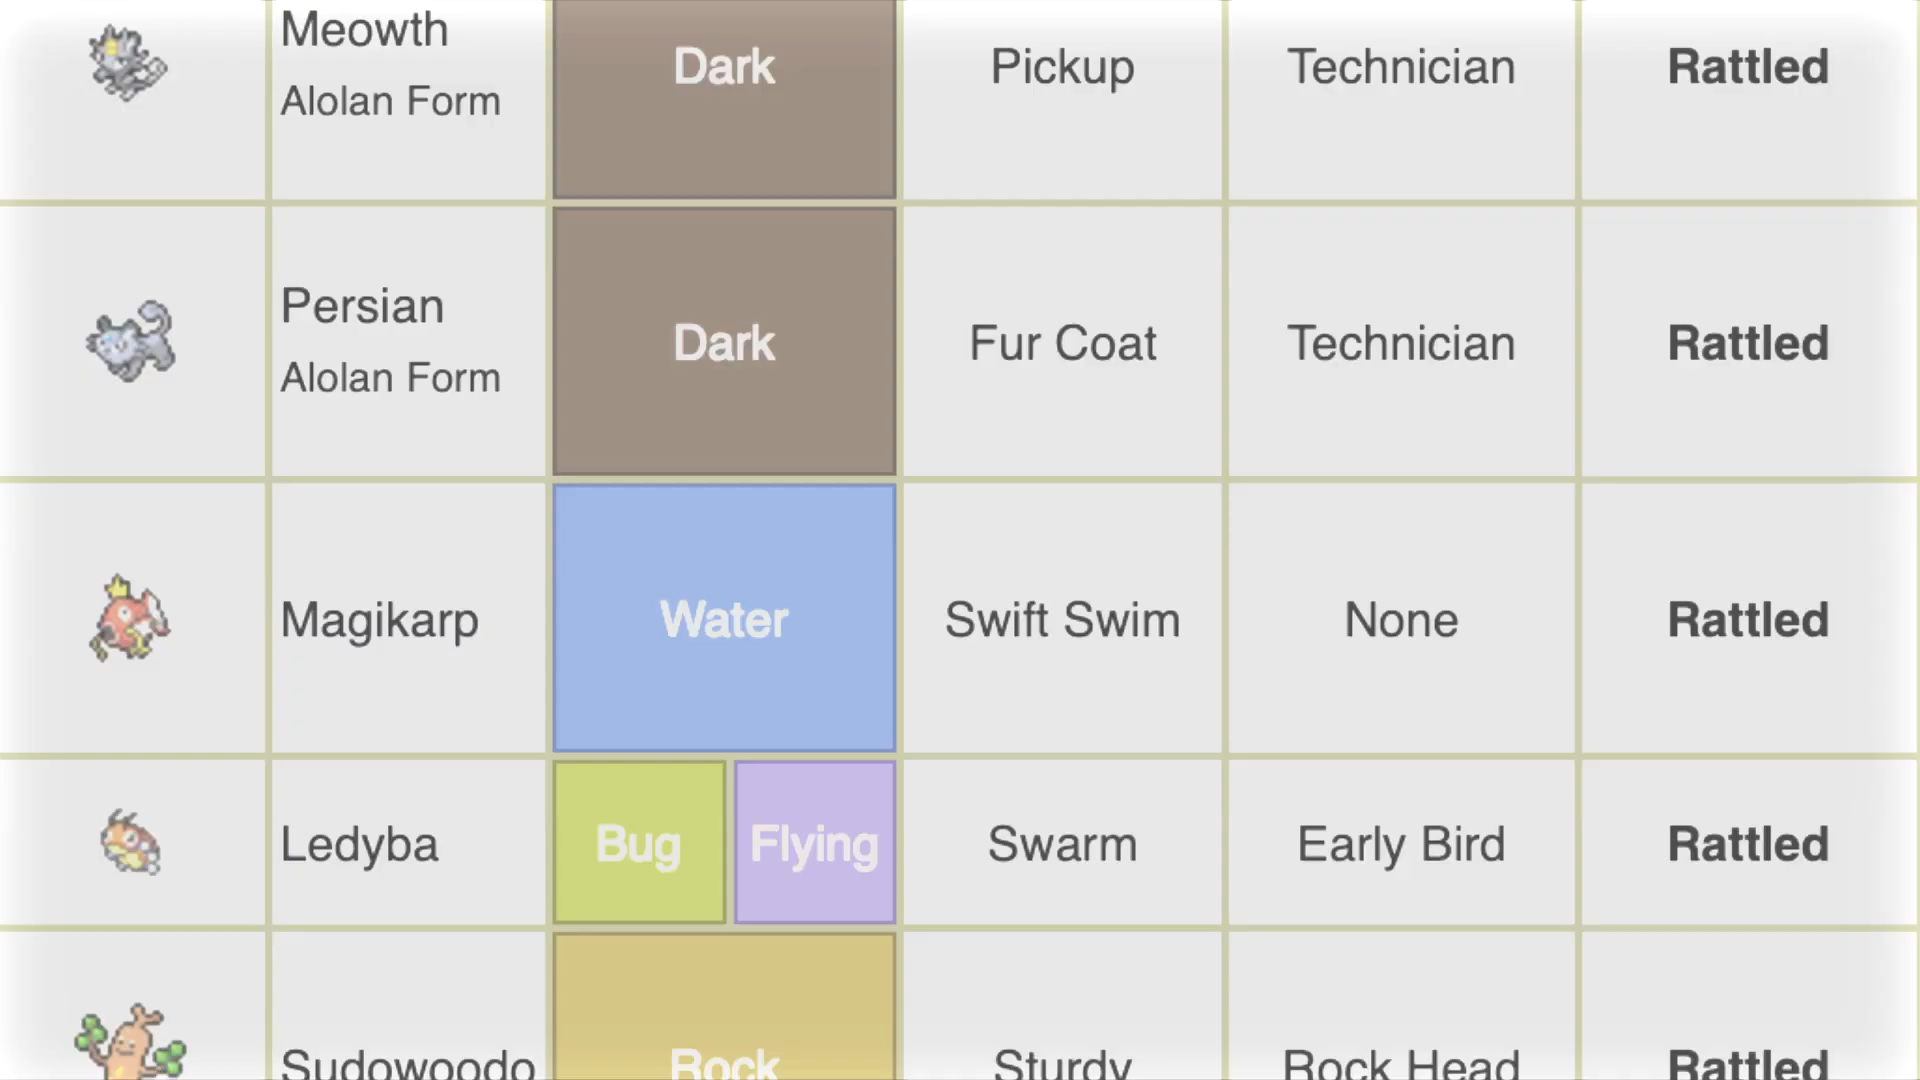 Meowth
Alolan Form
Dark
Pickup
Technician
Rattled
Persian
Alolan Form
Dark
Fur Coat
Technician
Rattled
Magikarp
Water
Swift Swim
None
Rattled
Ledyba
Bug
Flying
Swarm
Early Bird
Rattled
Sudowoodo
Rock
Sturdy
Rock Head
Rattled